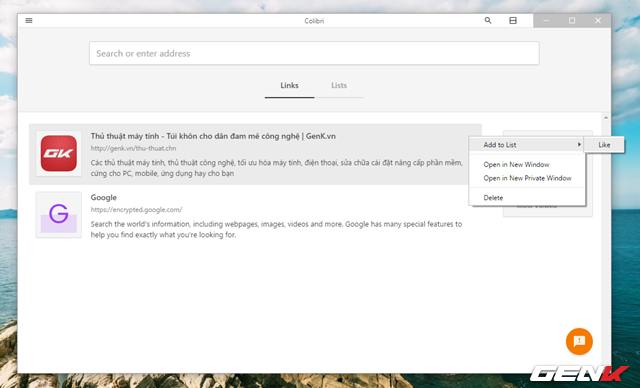 Colibri
Search or enter address
Links
Lists
GK
Thủ thuật máy tính - Túi khôn cho dân đam mê công nghệ | GenK.vn
http://genk.vn/thu-thuat.chn
Các thủ thuật máy tính, thủ thuật công nghệ, tối ưu hóa máy tính, điện thoại, sửa chữa cài đặt nâng cấp phần mềm,
cứng cho PC, mobile, ứng dụng hay cho bạn
Add to List
Like
Open in New Window
Open in New Private Window
Delete
G
Google
https://encrypted.google.com/
Search the world's information, including webpages, images, videos and more. Google has many special features to
help you find exactly what you're looking for.
GENK